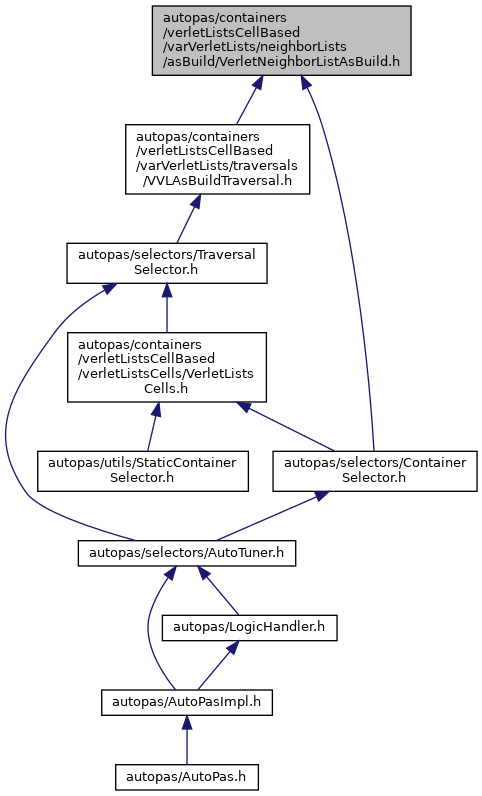 autopas/containers
/verletListsCellBased
/varVerletLists/neighborLists
/asBuild/VerletNeighborListAsBuild.h
autopas/containers
/verletListsCellBased
/varVerletLists/traversals
/VVLAsBuildTraversal.h
autopas/selectors/Traversal
Selector.h
autopas/containers
/verletListsCellBased
/verletListsCells/VerletLists
Cells.h
autopas/utils/StaticContainer
Selector.h
autopas/selectors/Container
Selector.h
autopas/selectors/AutoTuner.h
autopas/LogicHandler.h
autopas/AutoPasImpl.h
autopas/AutoPas.h